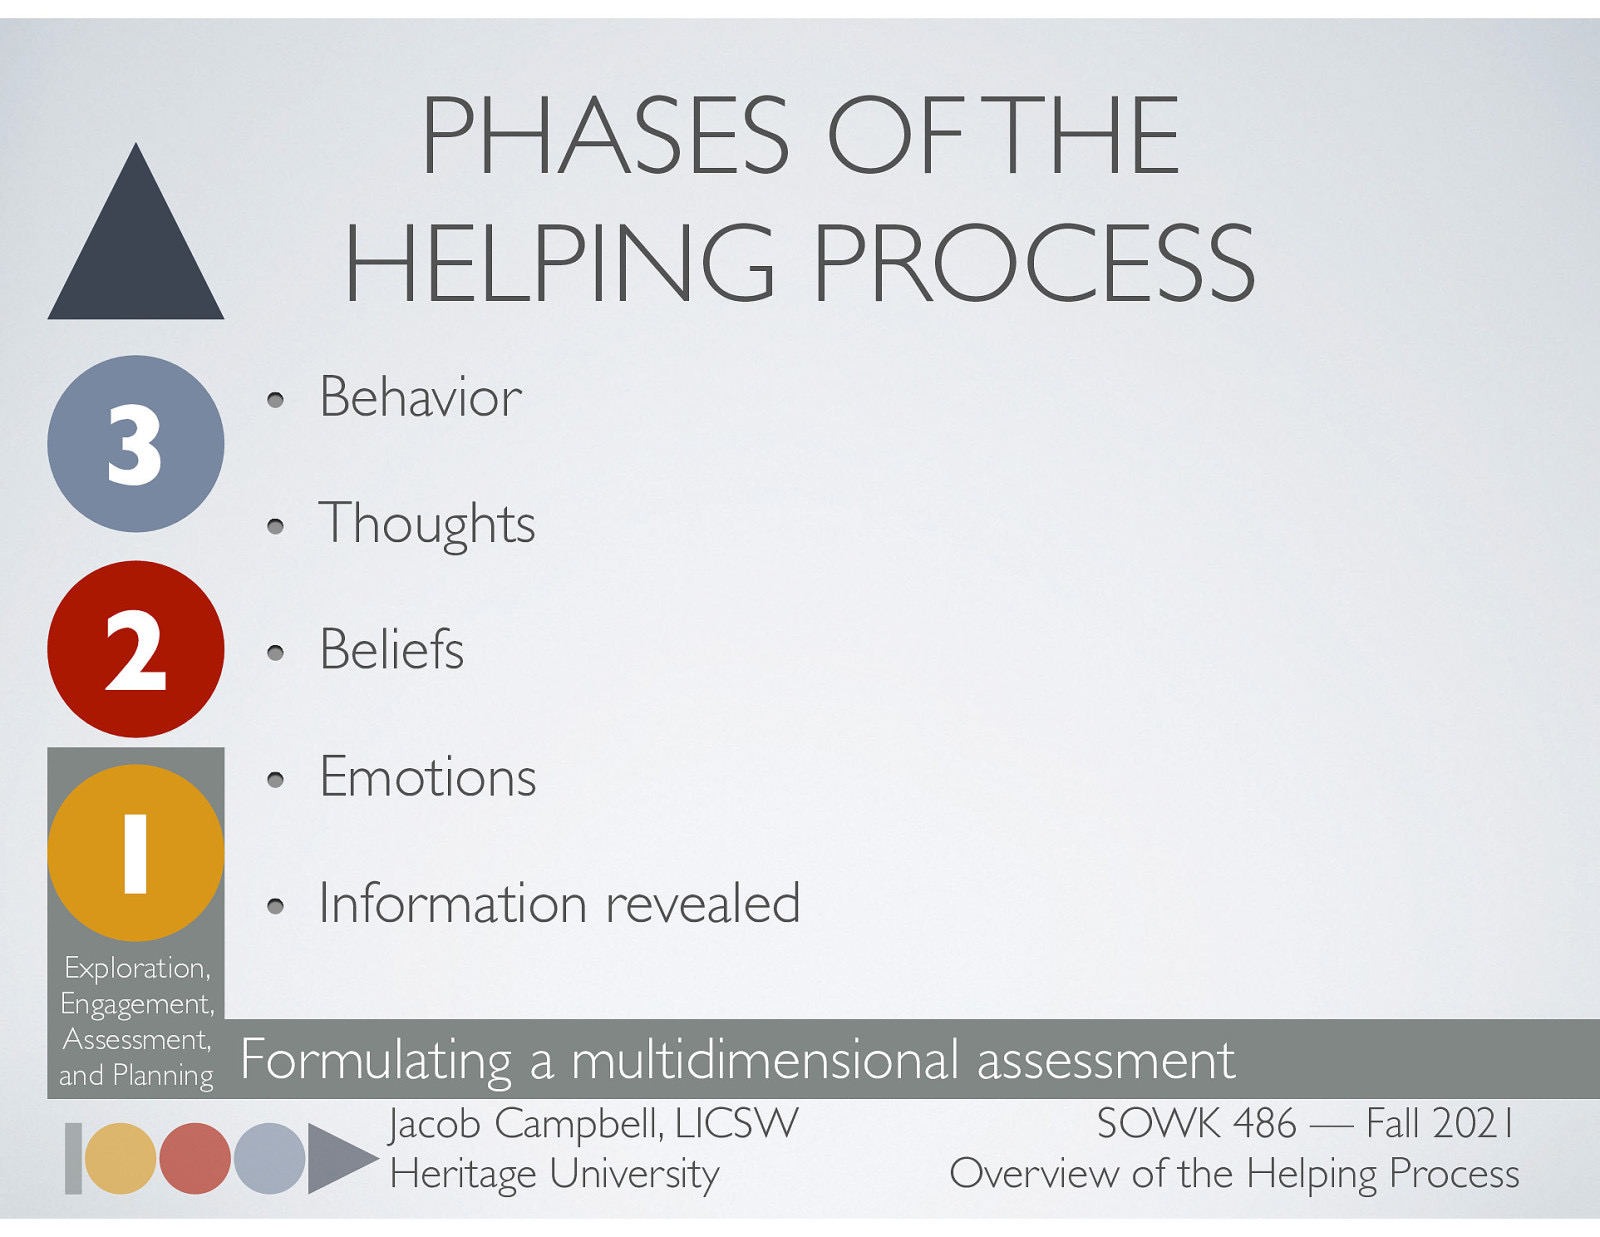 PHASES OF THE
HELPING PROCESS
3
• Behavior
• Thoughts
2
• Beliefs
• Emotions
1
• Information revealed
Exploration,
Engagement,
Assessment,
and Planning
Formulating a multidimensional assessment
Jacob Campbell, LICSW
Heritage University
SOWK 486 — Fall 2021
Overview of the Helping Process